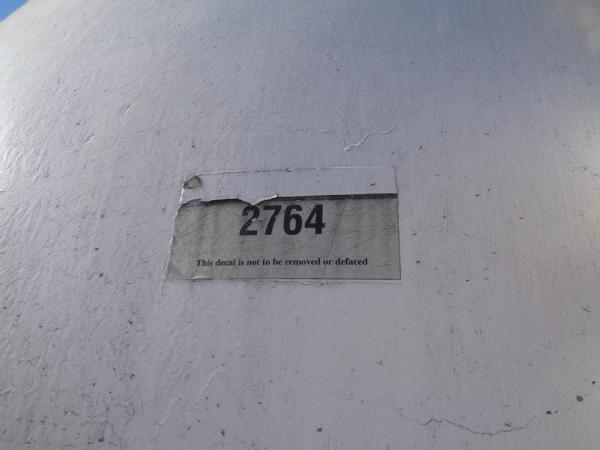 2764
This decal is not to be removed or defaced